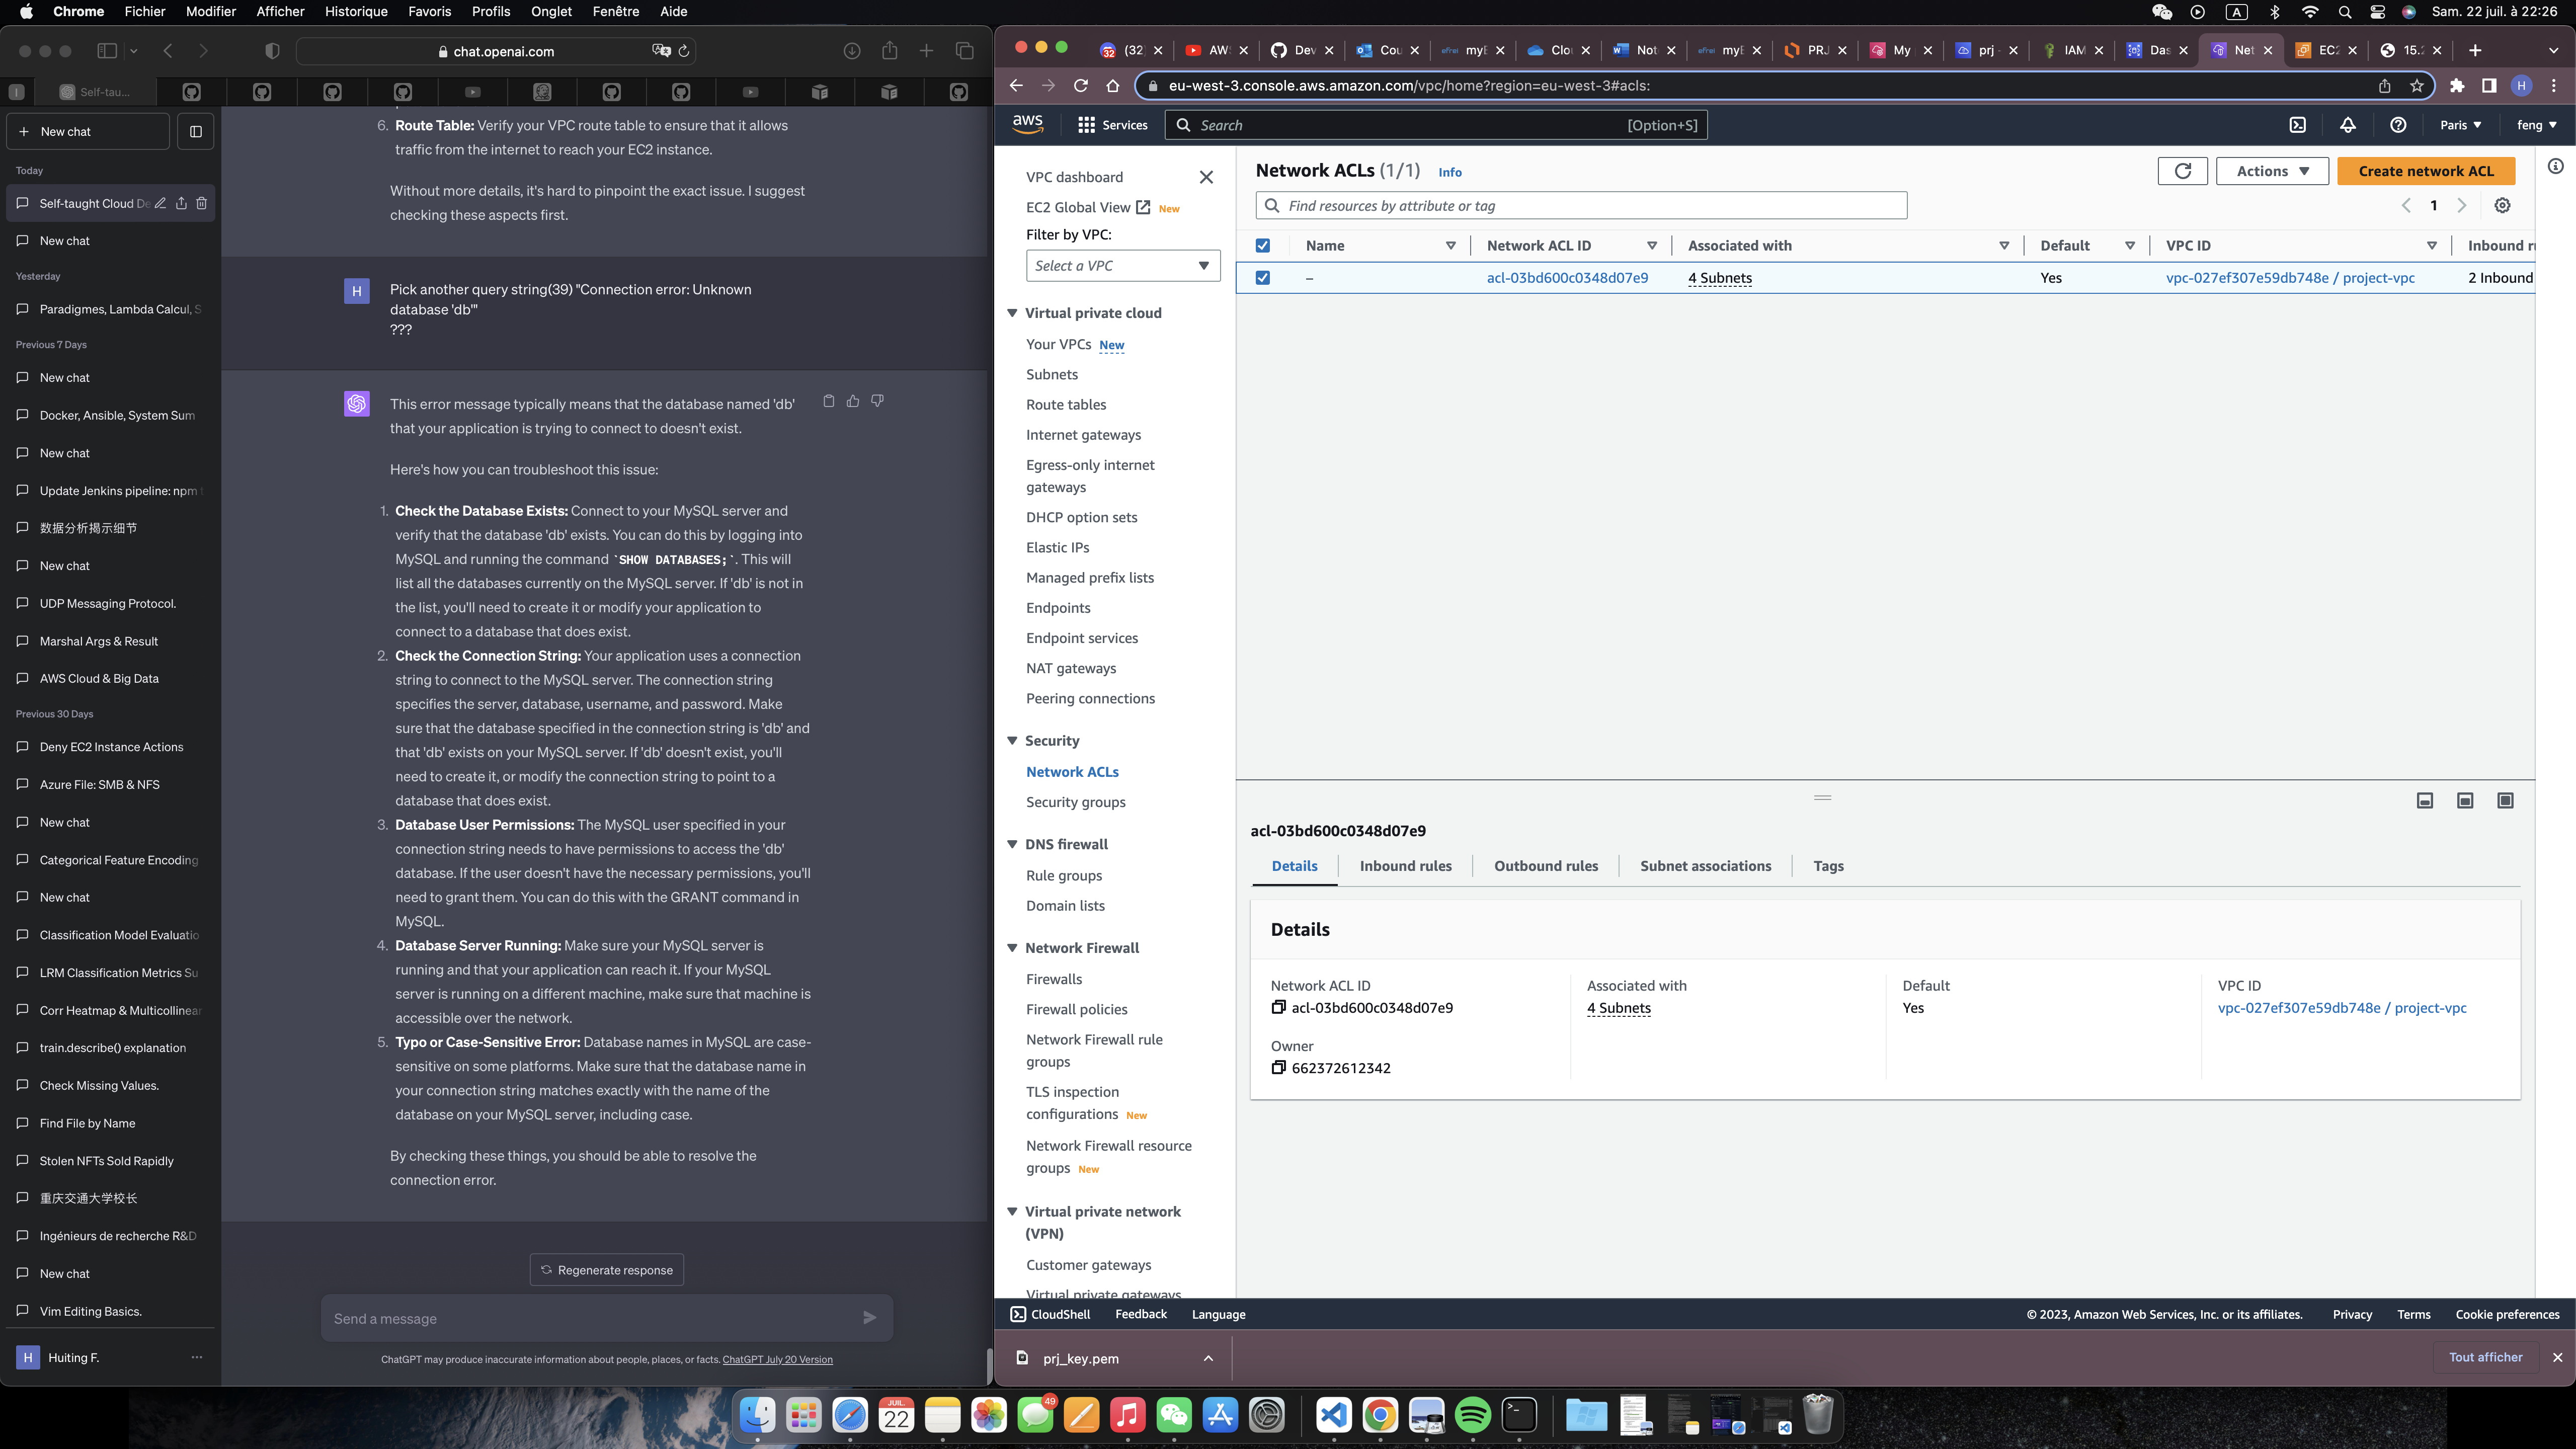 Chrome Fichier Modifier Afficher Historique Favoris Profils Onglet Fenêtre Aide
A
Sam. 22 juil. à 22:26
chat.openai.com
Self-tau...
New chat
Today
Self-taught Cloud De
New chat
Yesterday
Paradigmes, Lambda Calcul, S
Previous 7 Days
New chat
Docker, Ansible, System Sum
New chat
Update Jenkins pipeline: npm
数据分析揭示细节
New chat
UDP Messaging Protocol.
Marshal Args & Result
AWS Cloud & Big Data
Previous 30 Days
Deny EC2 Instance Actions
Azure File: SMB & NFS
New chat
Categorical Feature Encoding
New chat
Classification Model Evaluatio
LRM Classification Metrics Su
Corr Heatmap & Multicollinear
train.describe() explanation
Check Missing Values.
Find File by Name
Stolen NFTs Sold Rapidly
重庆交通大学校长
Ingénieurs de recherche R&D
New chat
Vim Editing Basics.
H Huiting F. ...
6. Route Table: Verify your VPC route table to ensure that it allows
traffic from the internet to reach your EC2 instance.
Without more details, it's hard to pinpoint the exact issue. I suggest
checking these aspects first.
H
Pick another query string(39) "Connection error: Unknown
database 'db'"
???
This error message typically means that the database named 'db'
that your application is trying to connect to doesn't exist.
Here's how you can troubleshoot this issue:
1. Check the Database Exists: Connect to your MySQL server and
verify that the database 'db' exists. You can do this by logging into
MySQL and running the command `SHOW DATABASES;`. This will
list all the databases currently on the MySQL server. If 'db' is not in
the list, you'll need to create it or modify your application to
connect to a database that does exist.
2. Check the Connection String: Your application uses a connection
string to connect to the MySQL server. The connection string
specifies the server, database, username, and password. Make
sure that the database specified in the connection string is 'db' and
that 'db' exists on your MySQL server. If 'db' doesn't exist, you'll
need to create it, or modify the connection string to point to a
database that does exist.
3. Database User Permissions: The MySQL user specified in your
connection string needs to have permissions to access the 'db'
database. If the user doesn't have the necessary permissions, you'll
need to grant them. You can do this with the GRANT command in
MySQL.
4. Database Server Running: Make sure your MySQL server is
running and that your application can reach it. If your MySQL
server is running on a different machine, make sure that machine is
accessible over the network.
5. Typo or Case-Sensitive Error: Database names in MySQL are case-
sensitive on some platforms. Make sure that the database name in
your connection string matches exactly with the name of the
database on your MySQL server, including case.
By checking these things, you should be able to resolve the
connection error.
Regenerate response
Send a message
ChatGPT may produce inaccurate information about people, places, or facts. ChatGPT July 20 Version
32 (32) AW Dev Cou efrei myE Clo Not efrei myE PRJ My prj IAM Das Net EC2 15.2
eu-west-3.console.aws.amazon.com/vpc/home?region=eu-west-3#acls:
H
aws Services Search [Option+S] Paris feng
VPC dashboard
EC2 Global View New
Filter by VPC:
Select a VPC
Virtual private cloud
Your VPCs New
Subnets
Route tables
Internet gateways
Egress-only internet
gateways
DHCP option sets
Elastic IPs
Managed prefix lists
Endpoints
Endpoint services
NAT gateways
Peering connections
Security
Network ACLs
Security groups
DNS firewall
Rule groups
Domain lists
Network Firewall
Firewalls
Firewall policies
Network Firewall rule
groups
TLS inspection
configurations New
Network Firewall resource
groups New
Virtual private network
(VPN)
Customer gateways
Virtual private gateways
Network ACLs (1/1) Info
Actions
Create network ACL
Find resources by attribute or tag
1
Name Network ACL ID Associated with Default VPC ID Inbound r
– acl-03bd600c0348d07e9 4 Subnets Yes vpc-027ef307e59db748e / project-vpc 2 Inbound
acl-03bd600c0348d07e9
Details Inbound rules Outbound rules Subnet associations Tags
Details
Network ACL ID
acl-03bd600c0348d07e9
Associated with
4 Subnets
Default
Yes
VPC ID
vpc-027ef307e59db748e / project-vpc
Owner
662372612342
CloudShell Feedback Language
© 2023, Amazon Web Services, Inc. or its affiliates. Privacy Terms Cookie preferences
prj_key.pem
Tout afficher
JUIL.
22
49